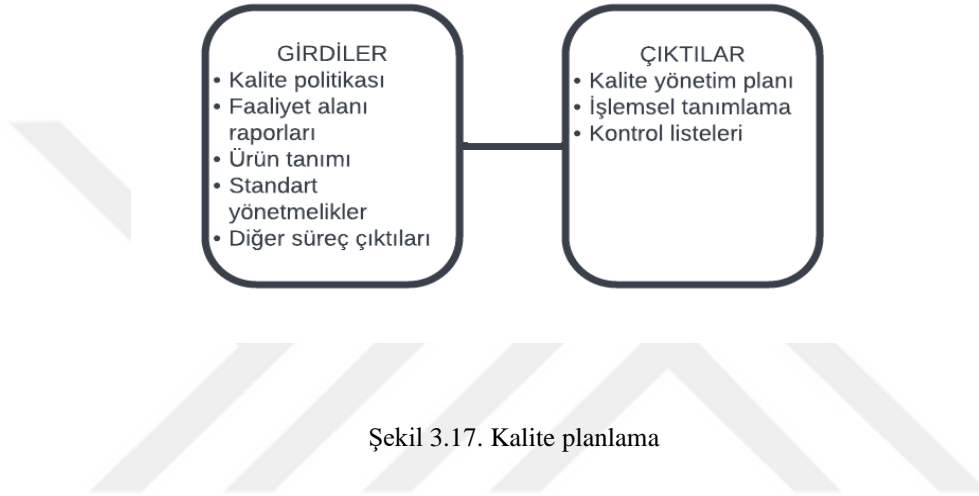 GİRDİLER
• Kalite politikası
• Faaliyet alanı
raporları
• Ürün tanımı
• Standart
yönetmelikler
• Diğer süreç çıktıları
ÇIKTILAR
• Kalite yönetim planı
• İşlemsel tanımlama
• Kontrol listeleri
Şekil 3.17. Kalite planlama